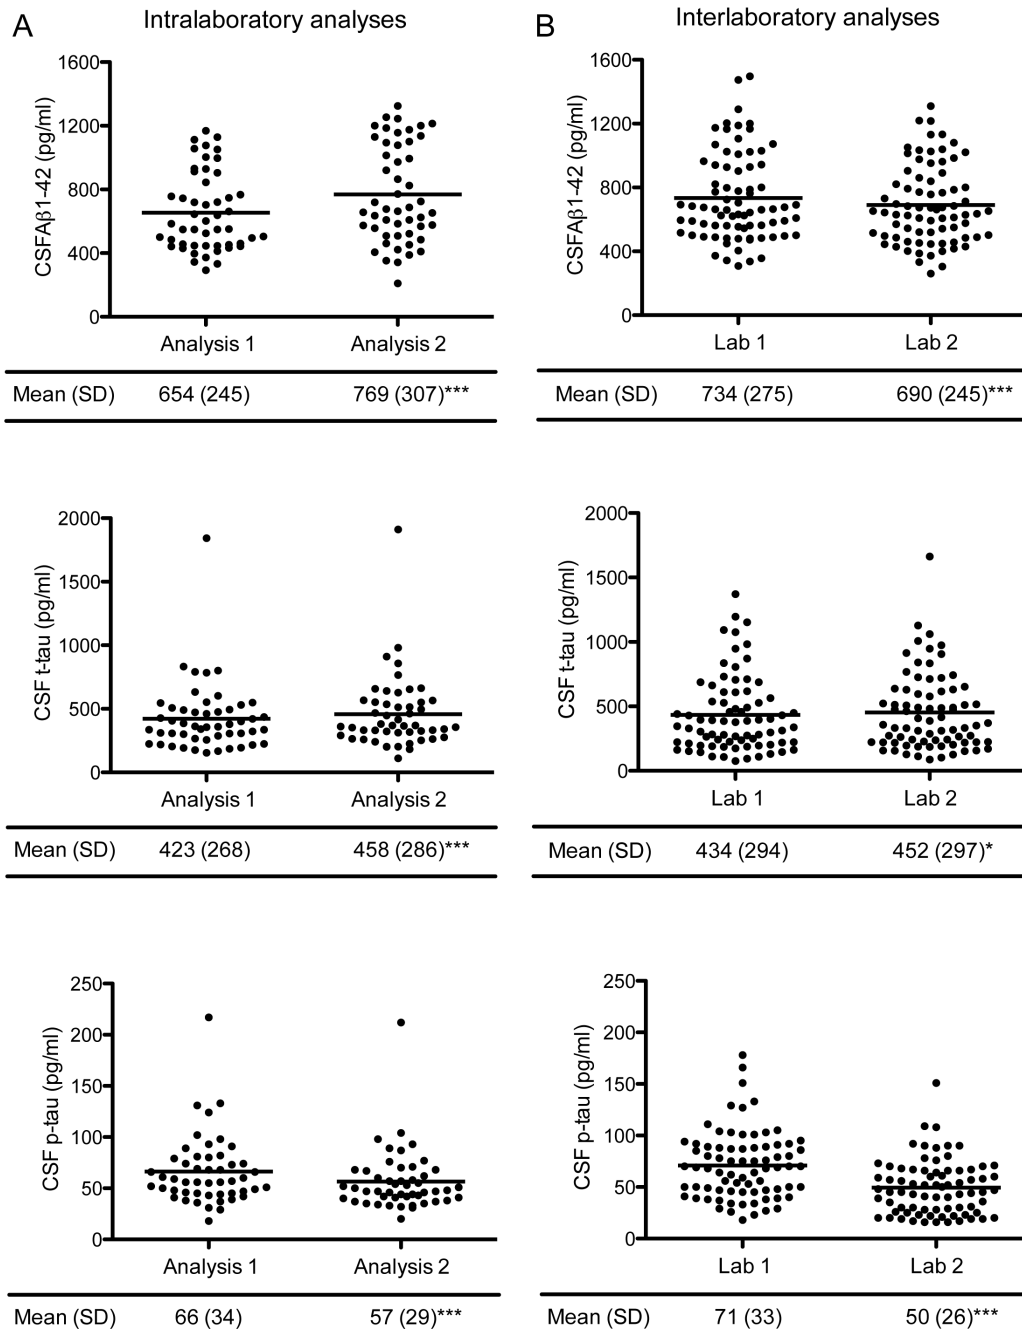 A Intralaboratory analyses
B Interlaboratory analyses
CSFAβ1-42 (pg/ml)
1600
1200
800
400
0
Analysis 1 Analysis 2
Mean (SD) 654 (245) 769 (307)***
CSFAβ1-42 (pg/ml)
1600
1200
800
400
0
Lab 1 Lab 2
Mean (SD) 734 (275) 690 (245)***
CSF t-tau (pg/ml)
2000
1500
1000
500
0
Analysis 1 Analysis 2
Mean (SD) 423 (268) 458 (286)***
CSF t-tau (pg/ml)
2000
1500
1000
500
0
Lab 1 Lab 2
Mean (SD) 434 (294) 452 (297)*
CSF p-tau (pg/ml)
250
200
150
100
50
0
Analysis 1 Analysis 2
Mean (SD) 66 (34) 57 (29)***
CSF p-tau (pg/ml)
250
200
150
100
50
0
Lab 1 Lab 2
Mean (SD) 71 (33) 50 (26)***